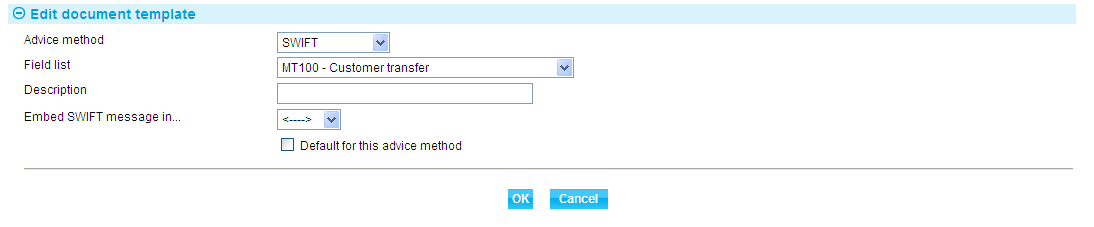 Edit document template
Advice method SWIFT
Field list MT100 - Customer transfer
Description
Embed SWIFT message in... <---->
Default for this advice method
OK Cancel